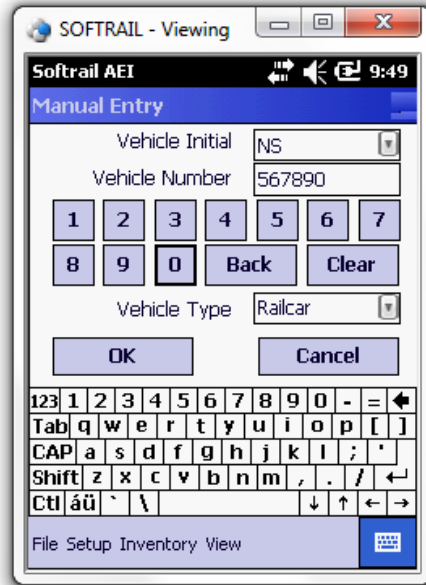 SOFTRAIL - Viewing
Softrail AEI 9:49
Manual Entry
Vehicle Initial NS
Vehicle Number 567890
1 2 3 4 5 6 7
8 9 0 Back Clear
Vehicle Type Railcar
OK Cancel
123 1 2 3 4 5 6 7 8 9 0 - =
Tab q w e r t y u i o p [ ]
CAP a s d f g h j k l ; '
Shift z x c v b n m , . /
Ctl áü ` \
File Setup Inventory View